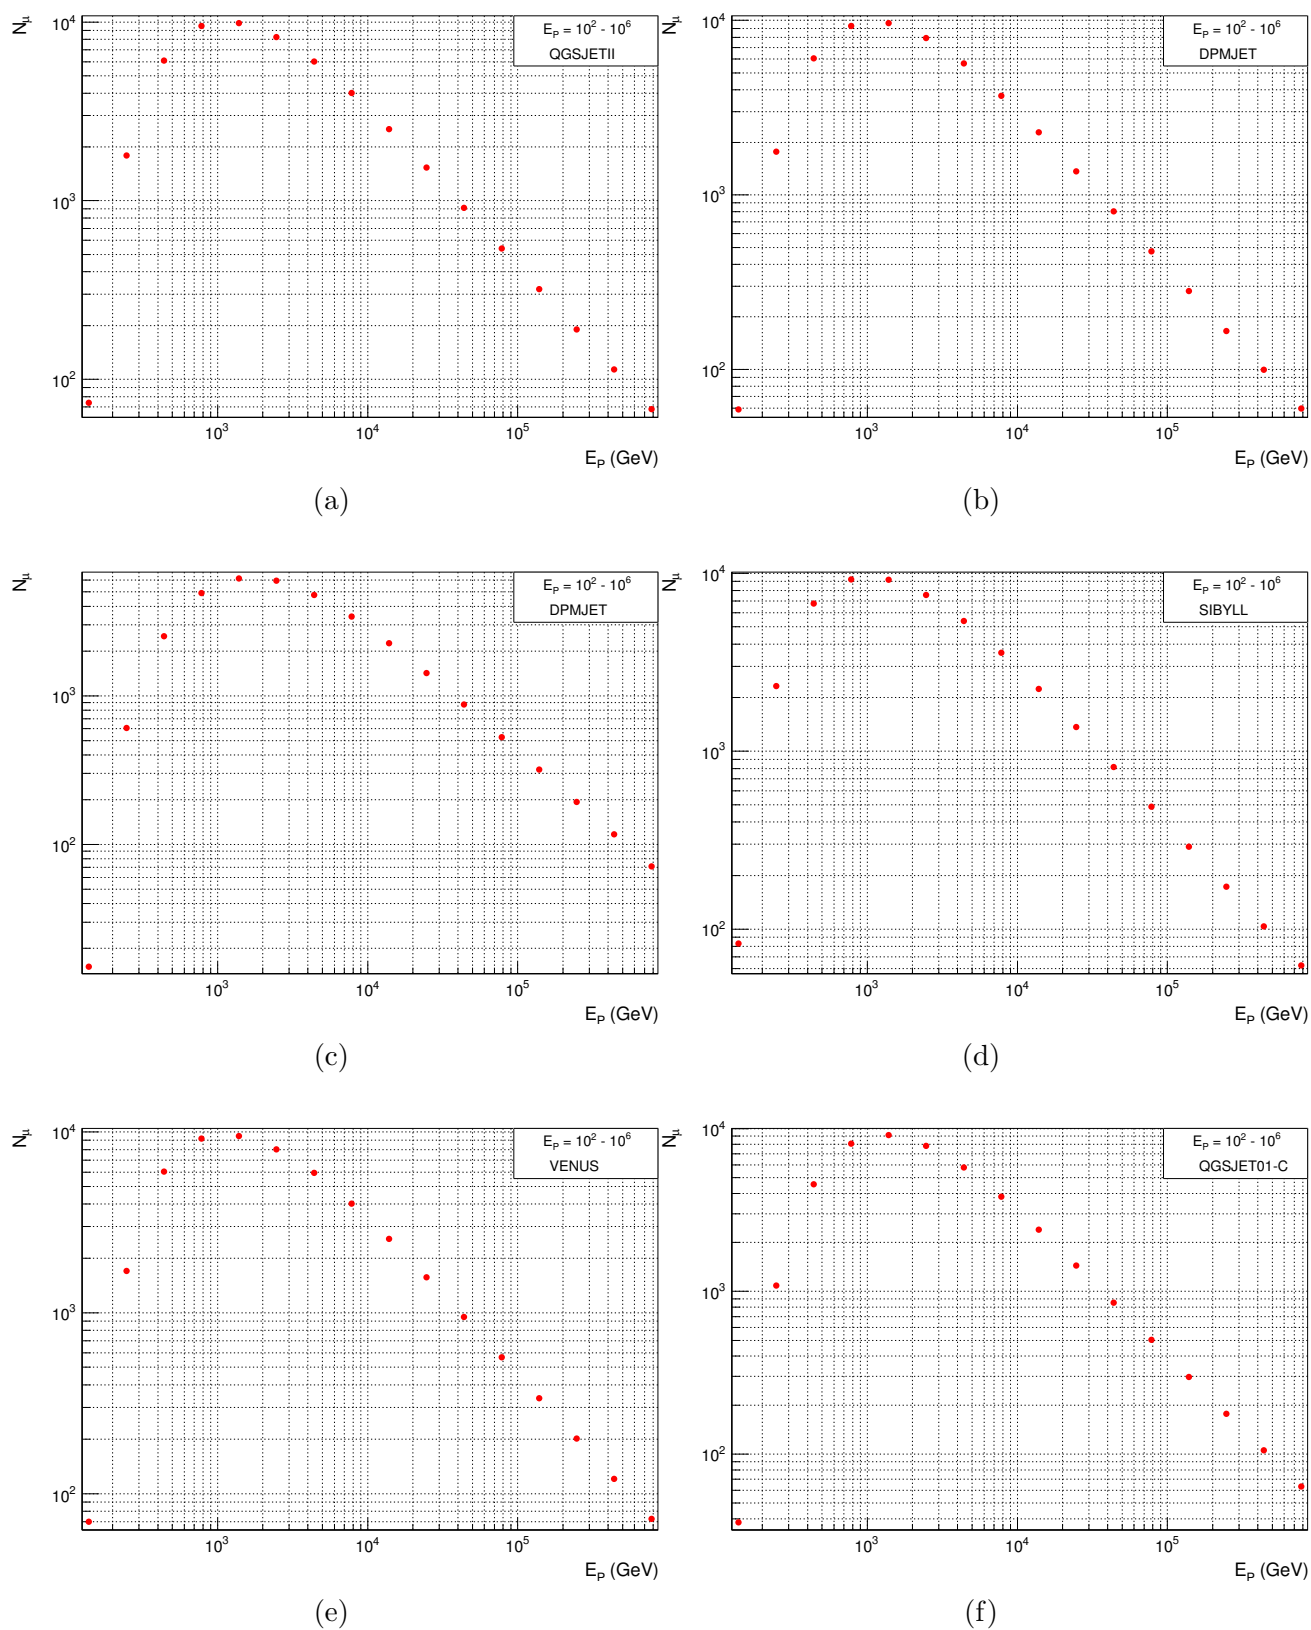 N_μ
10^4
10^3
10^2
E_P = 10^2 - 10^6
QGSJETII
10^3
10^4
10^5
E_P (GeV)
(a)
N_μ
10^4
10^3
10^2
E_P = 10^2 - 10^6
DPMJET
10^3
10^4
10^5
E_P (GeV)
(b)
N_μ
10^3
10^2
E_P = 10^2 - 10^6
DPMJET
10^3
10^4
10^5
E_P (GeV)
(c)
N_μ
10^4
10^3
10^2
E_P = 10^2 - 10^6
SIBYLL
10^3
10^4
10^5
E_P (GeV)
(d)
N_μ
10^4
10^3
10^2
E_P = 10^2 - 10^6
VENUS
10^3
10^4
10^5
E_P (GeV)
(e)
N_μ
10^4
10^3
10^2
E_P = 10^2 - 10^6
QGSJET01-C
10^3
10^4
10^5
E_P (GeV)
(f)